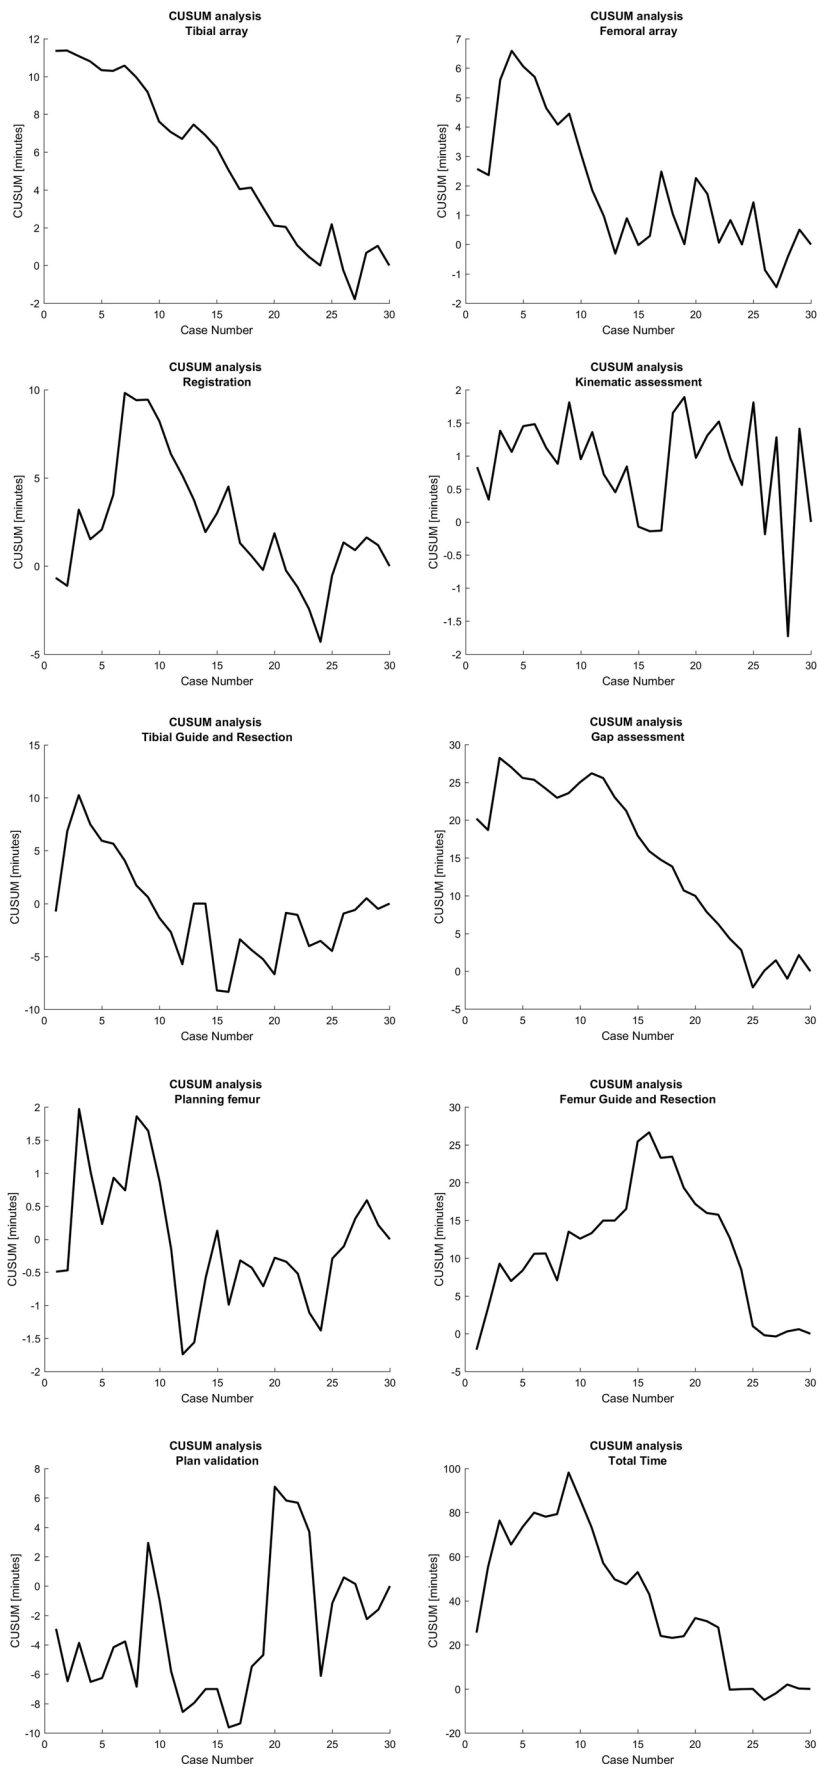 CUSUM analysis
Tibial array
12
10
8
6
4
2
0
-2
CUSUM [minutes]
0 5 10 15 20 25 30
Case Number
CUSUM analysis
Femoral array
7
6
5
4
3
2
1
0
-1
-2
CUSUM [minutes]
0 5 10 15 20 25 30
Case Number
CUSUM analysis
Registration
10
5
0
-5
CUSUM [minutes]
0 5 10 15 20 25 30
Case Number
CUSUM analysis
Kinematic assessment
2
1.5
1
0.5
0
-0.5
-1
-1.5
-2
CUSUM [minutes]
0 5 10 15 20 25 30
Case Number
CUSUM analysis
Tibial Guide and Resection
15
10
5
0
-5
-10
CUSUM [minutes]
0 5 10 15 20 25 30
Case Number
CUSUM analysis
Gap assessment
30
25
20
15
10
5
0
-5
CUSUM [minutes]
0 5 10 15 20 25 30
Case Number
CUSUM analysis
Planning femur
2
1.5
1
0.5
0
-0.5
-1
-1.5
-2
CUSUM [minutes]
0 5 10 15 20 25 30
Case Number
CUSUM analysis
Femur Guide and Resection
30
25
20
15
10
5
0
-5
CUSUM [minutes]
0 5 10 15 20 25 30
Case Number
CUSUM analysis
Plan validation
8
6
4
2
0
-2
-4
-6
-8
-10
CUSUM [minutes]
0 5 10 15 20 25 30
Case Number
CUSUM analysis
Total Time
100
80
60
40
20
0
-20
CUSUM [minutes]
0 5 10 15 20 25 30
Case Number